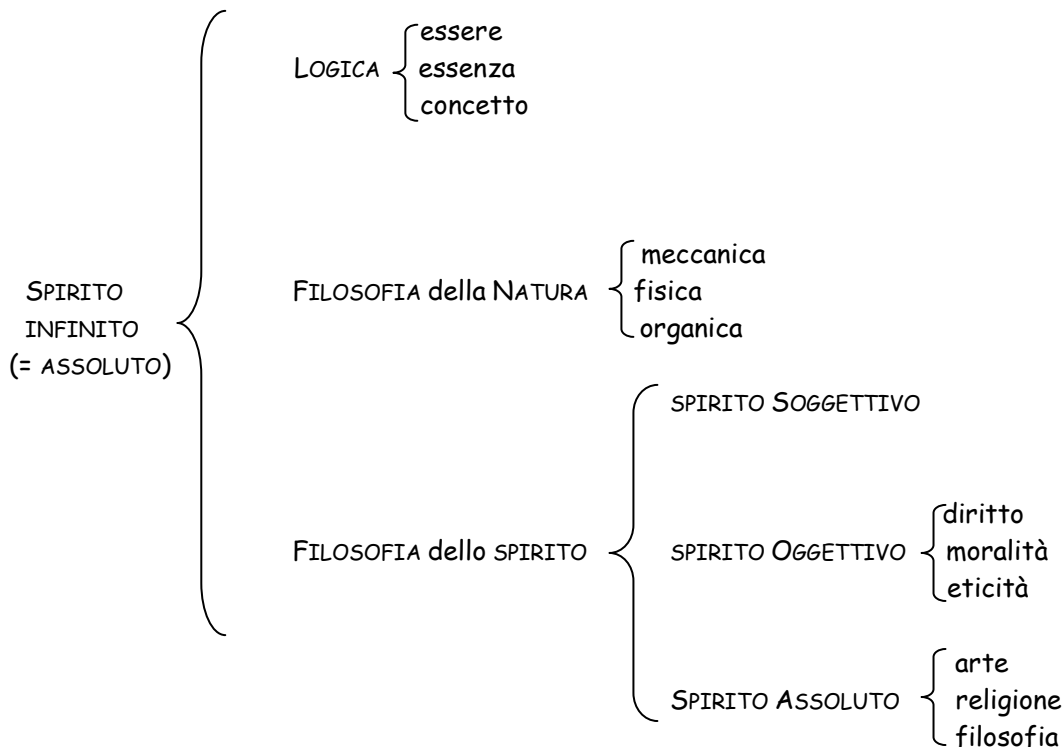 SPIRITO
INFINITO
(= ASSOLUTO)
LOGICA
essere
essenza
concetto
FILOSOFIA della NATURA
meccanica
fisica
organica
FILOSOFIA dello SPIRITO
SPIRITO SOGGETTIVO
SPIRITO OGGETTIVO
diritto
moralità
eticità
SPIRITO ASSOLUTO
arte
religione
filosofia